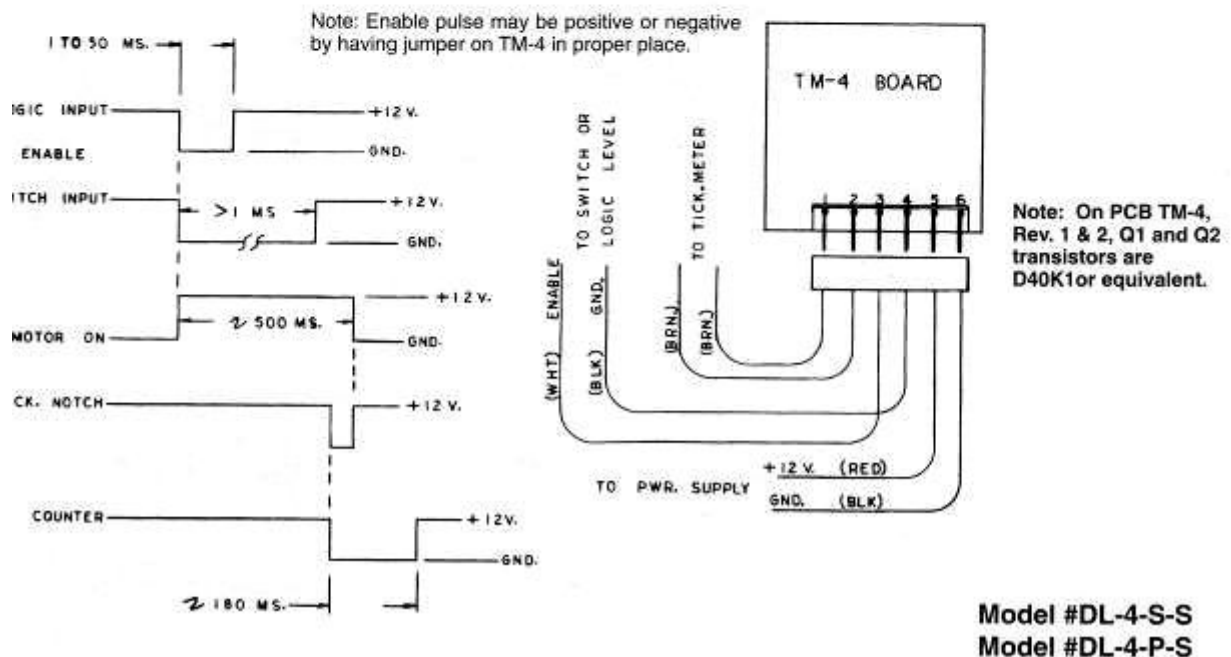 Note: Enable pulse may be positive or negative
by having jumper on TM-4 in proper place.
1 TO 50 MS.
OGIC INPUT
+12 V.
GND.
ENABLE
ITCH INPUT
>1 MS
+12 V.
GND.
+12 V.
~ 500 MS.
MOTOR ON
GND.
CK. NOTCH
+12 V.
COUNTER
+12V.
GND.
~ 180 MS.
TM-4 BOARD
1 2 3 4 5 6
TO SWITCH OR
LOGIC LEVEL
TO TICK.METER
(WHT) ENABLE
(BLK) GND.
(BRN.)
(BRN.)
+12 V. (RED)
TO PWR. SUPPLY
GND. (BLK)
Note: On PCB TM-4,
Rev. 1 & 2, Q1 and Q2
transistors are
D40K1or equivalent.
Model #DL-4-S-S
Model #DL-4-P-S